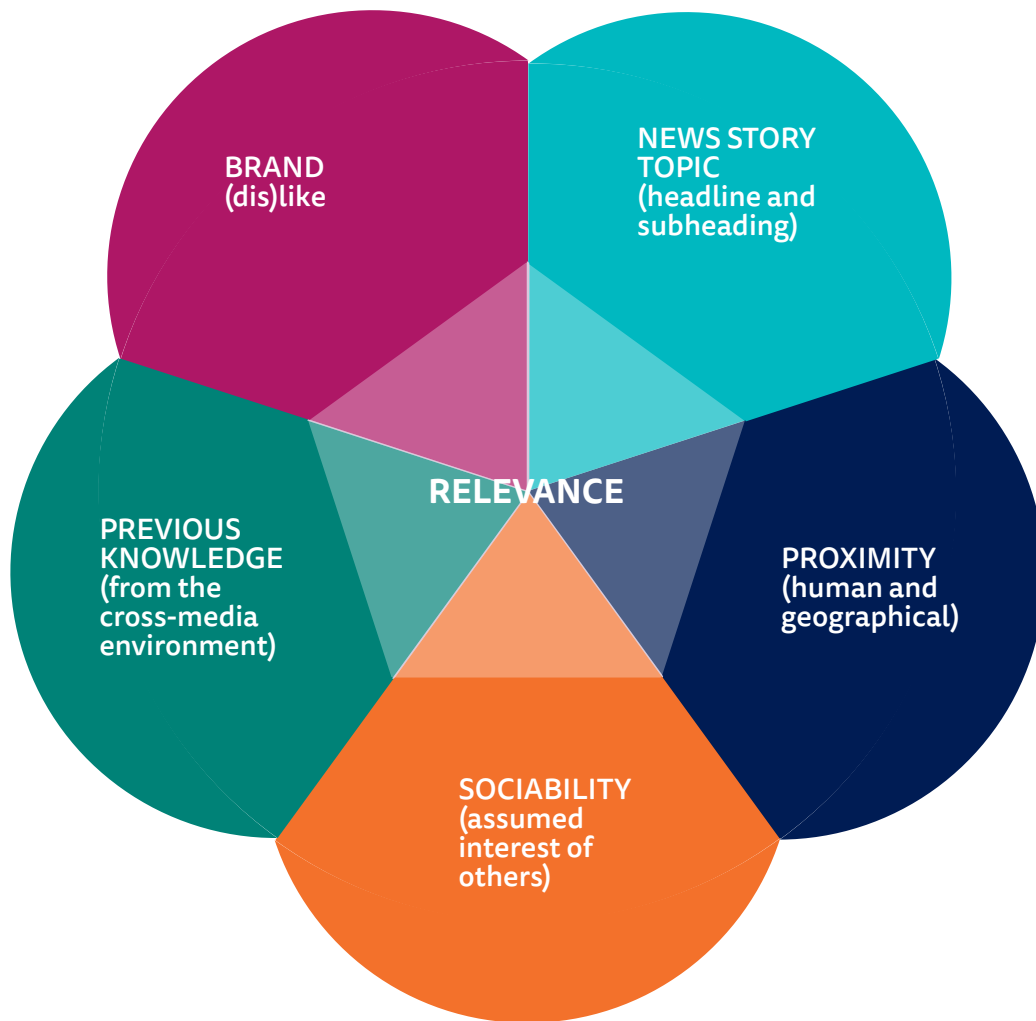 BRAND
(dis)like
NEWS STORY
TOPIC
(headline and
subheading)
RELEVANCE
PREVIOUS
KNOWLEDGE
(from the
cross-media
environment)
PROXIMITY
(human and
geographical)
SOCIABILITY
(assumed
interest of
others)